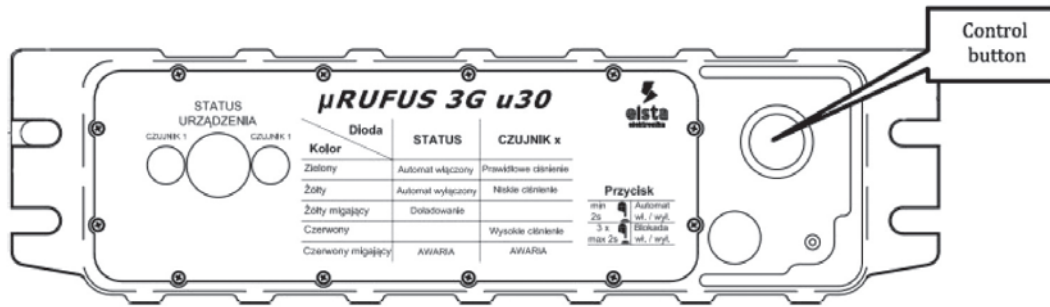 Control
button
µRUFUS 3G u30
elsta
elektronika
STATUS
URZĄDZENIA
CZUJNIK 1
CZUJNIK 1
Dioda
Kolor
STATUS
CZUJNIK x
Zielony
Automat włączony
Prawidłowe ciśnienie
Żółty
Automat wyłączony
Niskie ciśnienie
Żółty migający
Doładowanie
Czerwony
Wysokie ciśnienie
Czerwony migający
AWARIA
AWARIA
Przycisk
min
2s
Automat
wł. / wył.
3 x
max 2s
Blokada
wł. / wył.